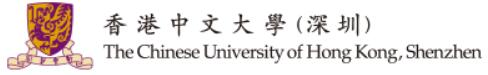 香港中文大學(深圳)
The Chinese University of Hong Kong, Shenzhen